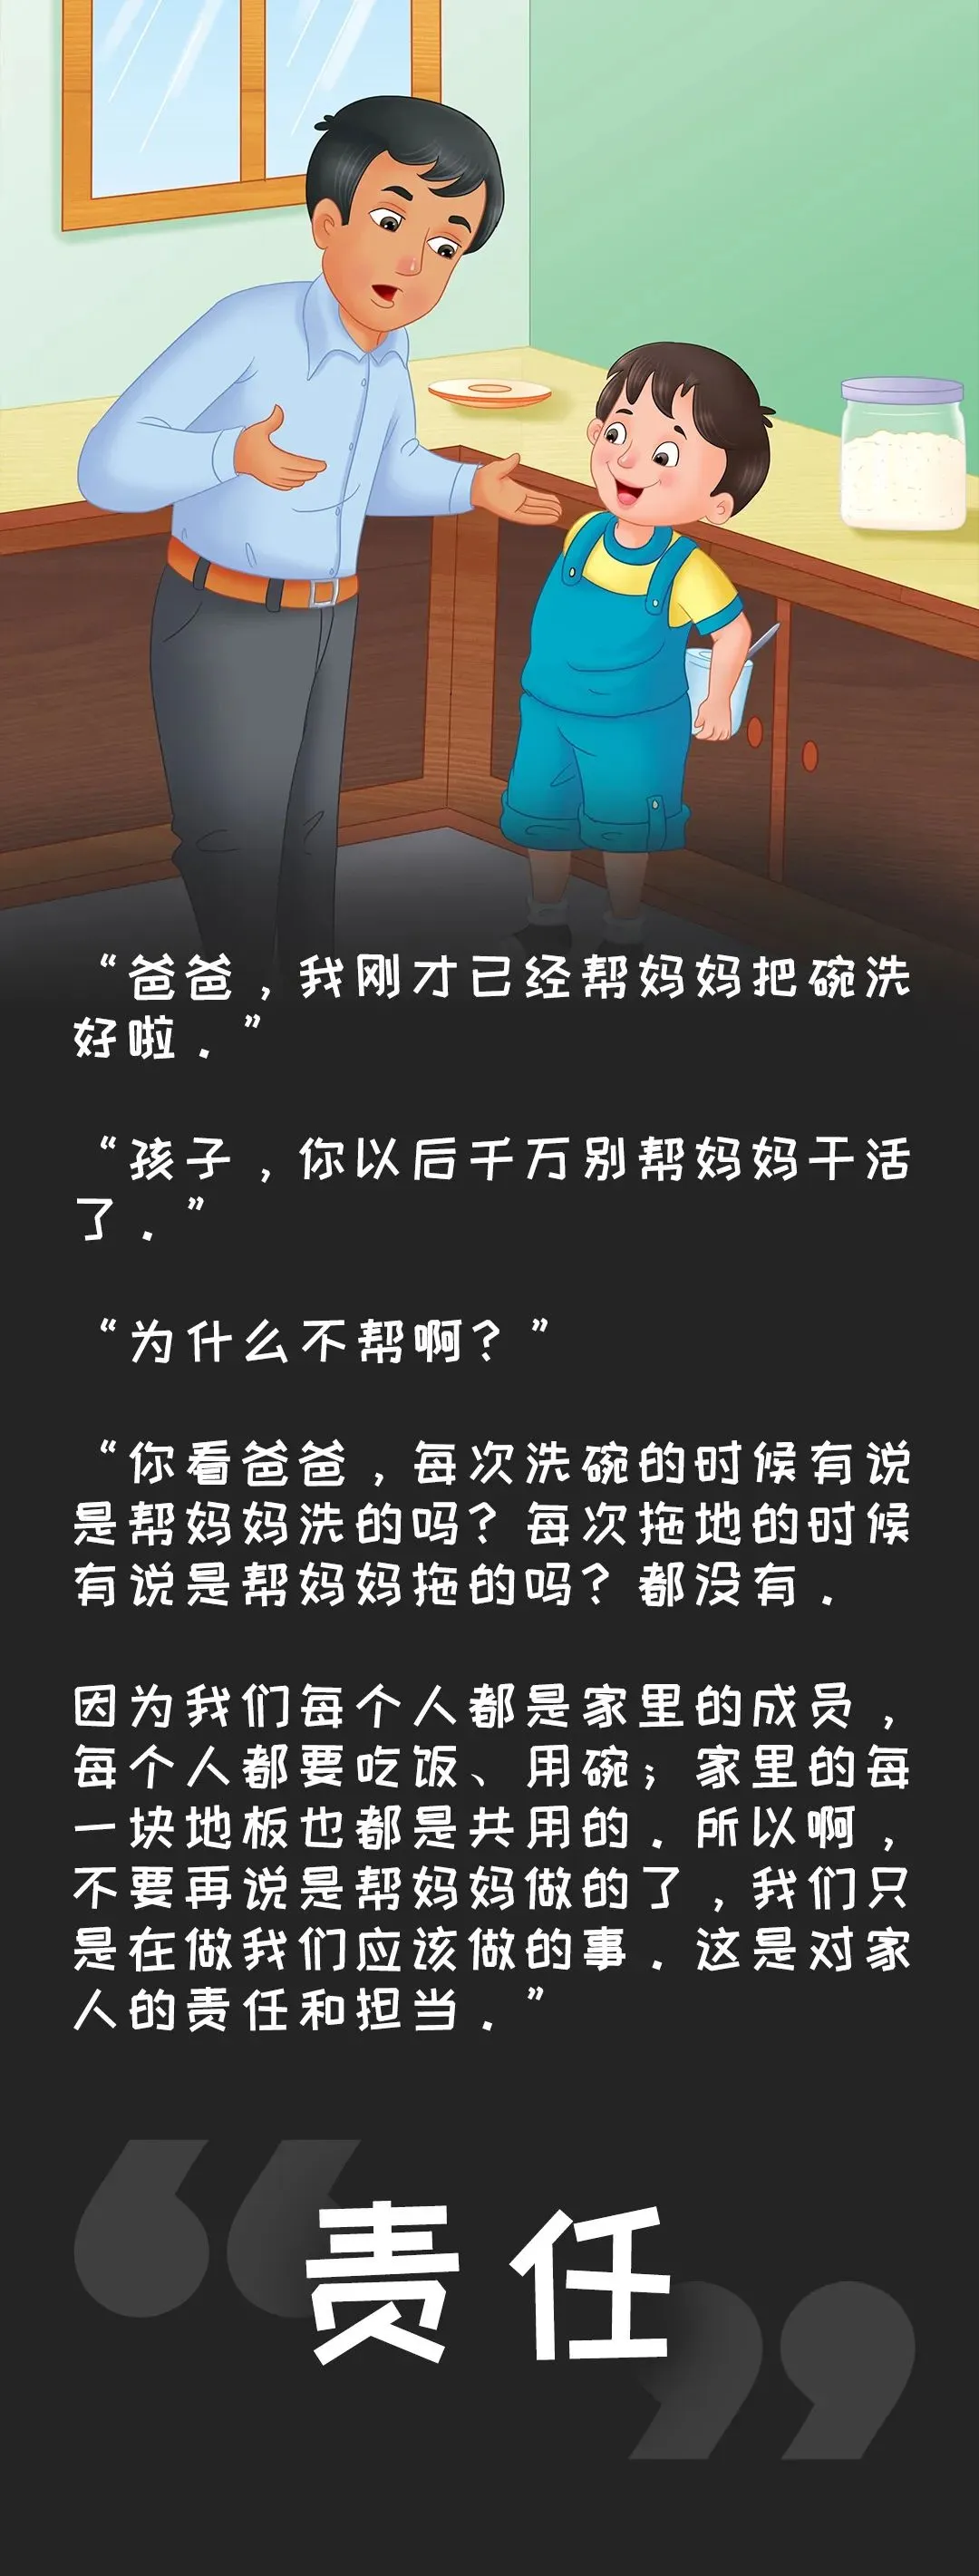 “爸爸，我刚才已经帮妈妈把碗洗
好啦．”
“孩子，你以后千万别帮妈妈干活
了．”
“为什么不帮啊？”
“你看爸爸，每次洗碗的时候有说
是帮妈妈洗的吗？每次拖地的时候
有说是帮妈妈拖的吗？都没有．
因为我们每个人都是家里的成员，
每个人都要吃饭、用碗；家里的每
一块地板也都是共用的．所以啊，
不要再说是帮妈妈做的了，我们只
是在做我们应该做的事．这是对家
人的责任和担当．”
责任